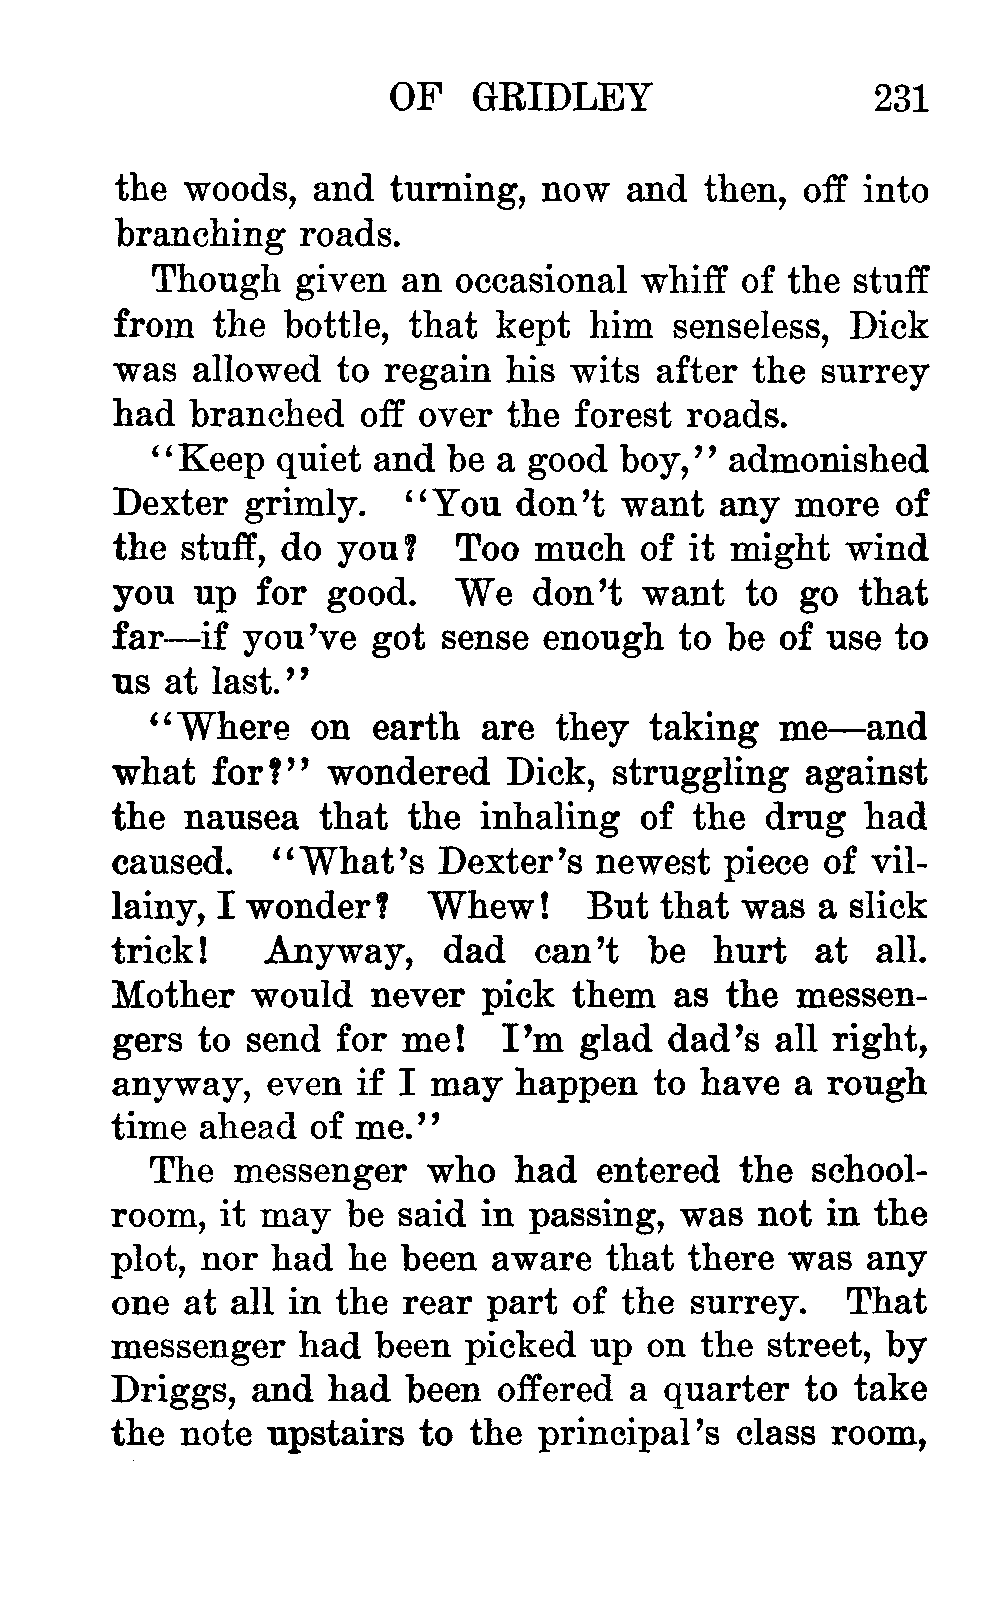 OF GRIDLEY 231
the woods, and turning, now and then, off into
branching roads.
Though given an occasional whiff of the stuff
from the bottle, that kept him senseless, Dick
was allowed to regain his wits after the surrey
had branched off over the forest roads.
“Keep quiet and be a good boy,” admonished
Dexter grimly. “You don’t want any more of
the stuff, do you? Too much of it might wind
you up for good. We don’t want to go that
far—if you’ve got sense enough to be of use to
us at last.”
“Where on earth are they taking me—and
what for?” wondered Dick, struggling against
the nausea that the inhaling of the drug had
caused. “What’s Dexter’s newest piece of vil-
lainy, I wonder? Whew! But that was a slick
trick! Anyway, dad can’t be hurt at all.
Mother would never pick them as the messen-
gers to send for me! I’m glad dad’s all right,
anyway, even if I may happen to have a rough
time ahead of me.”
The messenger who had entered the school-
room, it may be said in passing, was not in the
plot, nor had he been aware that there was any
one at all in the rear part of the surrey. That
messenger had been picked up on the street, by
Driggs, and had been offered a quarter to take
the note upstairs to the principal’s class room,